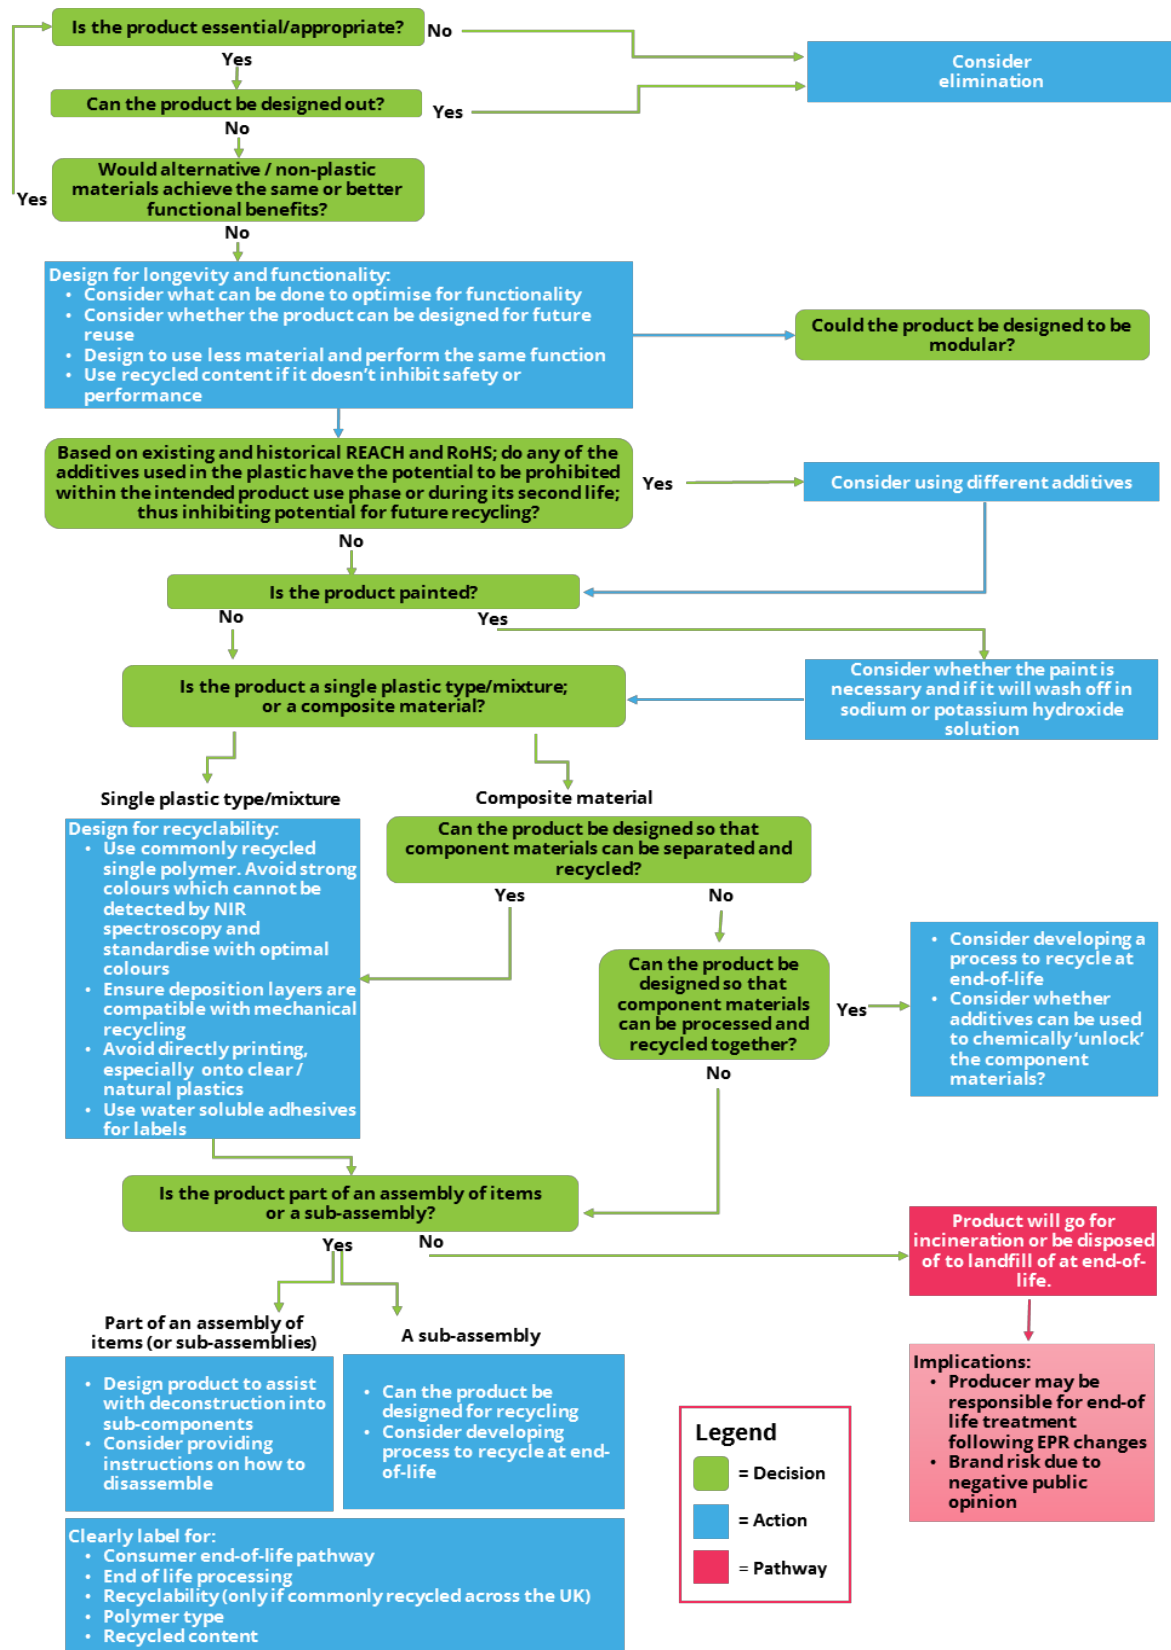 Is the product essential/appropriate?
No
Yes
Consider
elimination
Can the product be designed out?
Yes
No
Would alternative / non-plastic
materials achieve the same or better
functional benefits?
Yes
No
Design for longevity and functionality:
• Consider what can be done to optimise for functionality
• Consider whether the product can be designed for future
reuse
• Design to use less material and perform the same function
• Use recycled content if it doesn’t inhibit safety or
performance
Could the product be designed to be
modular?
Based on existing and historical REACH and RoHS; do any of the
additives used in the plastic have the potential to be prohibited
within the intended product use phase or during its second life;
thus inhibiting potential for future recycling?
Yes
Consider using different additives
No
Is the product painted?
No
Yes
Is the product a single plastic type/mixture;
or a composite material?
Consider whether the paint is
necessary and if it will wash off in
sodium or potassium hydroxide
solution
Single plastic type/mixture
Composite material
Design for recyclability:
• Use commonly recycled
single polymer. Avoid strong
colours which cannot be
detected by NIR
spectroscopy and
standardise with optimal
colours
• Ensure deposition layers are
compatible with mechanical
recycling
• Avoid directly printing,
especially onto clear /
natural plastics
• Use water soluble adhesives
for labels
Can the product be designed so that
component materials can be separated and
recycled?
Yes
No
Can the product be
designed so that
component materials
can be processed and
recycled together?
Yes
• Consider developing a
process to recycle at
end-of-life
• Consider whether
additives can be used
to chemically ‘unlock’
the component
materials?
No
Is the product part of an assembly of items
or a sub-assembly?
Yes
No
Product will go for
incineration or be disposed
of to landfill of at end-of-
life.
Part of an assembly of
items (or sub-assemblies)
A sub-assembly
• Design product to assist
with deconstruction into
sub-components
• Consider providing
instructions on how to
disassemble
• Can the product be
designed for recycling
• Consider developing
process to recycle at end-
of-life
Implications:
• Producer may be
responsible for end-of
life treatment
following EPR changes
• Brand risk due to
negative public
opinion
Legend
= Decision
= Action
= Pathway
Clearly label for:
• Consumer end-of-life pathway
• End of life processing
• Recyclability (only if commonly recycled across the UK)
• Polymer type
• Recycled content